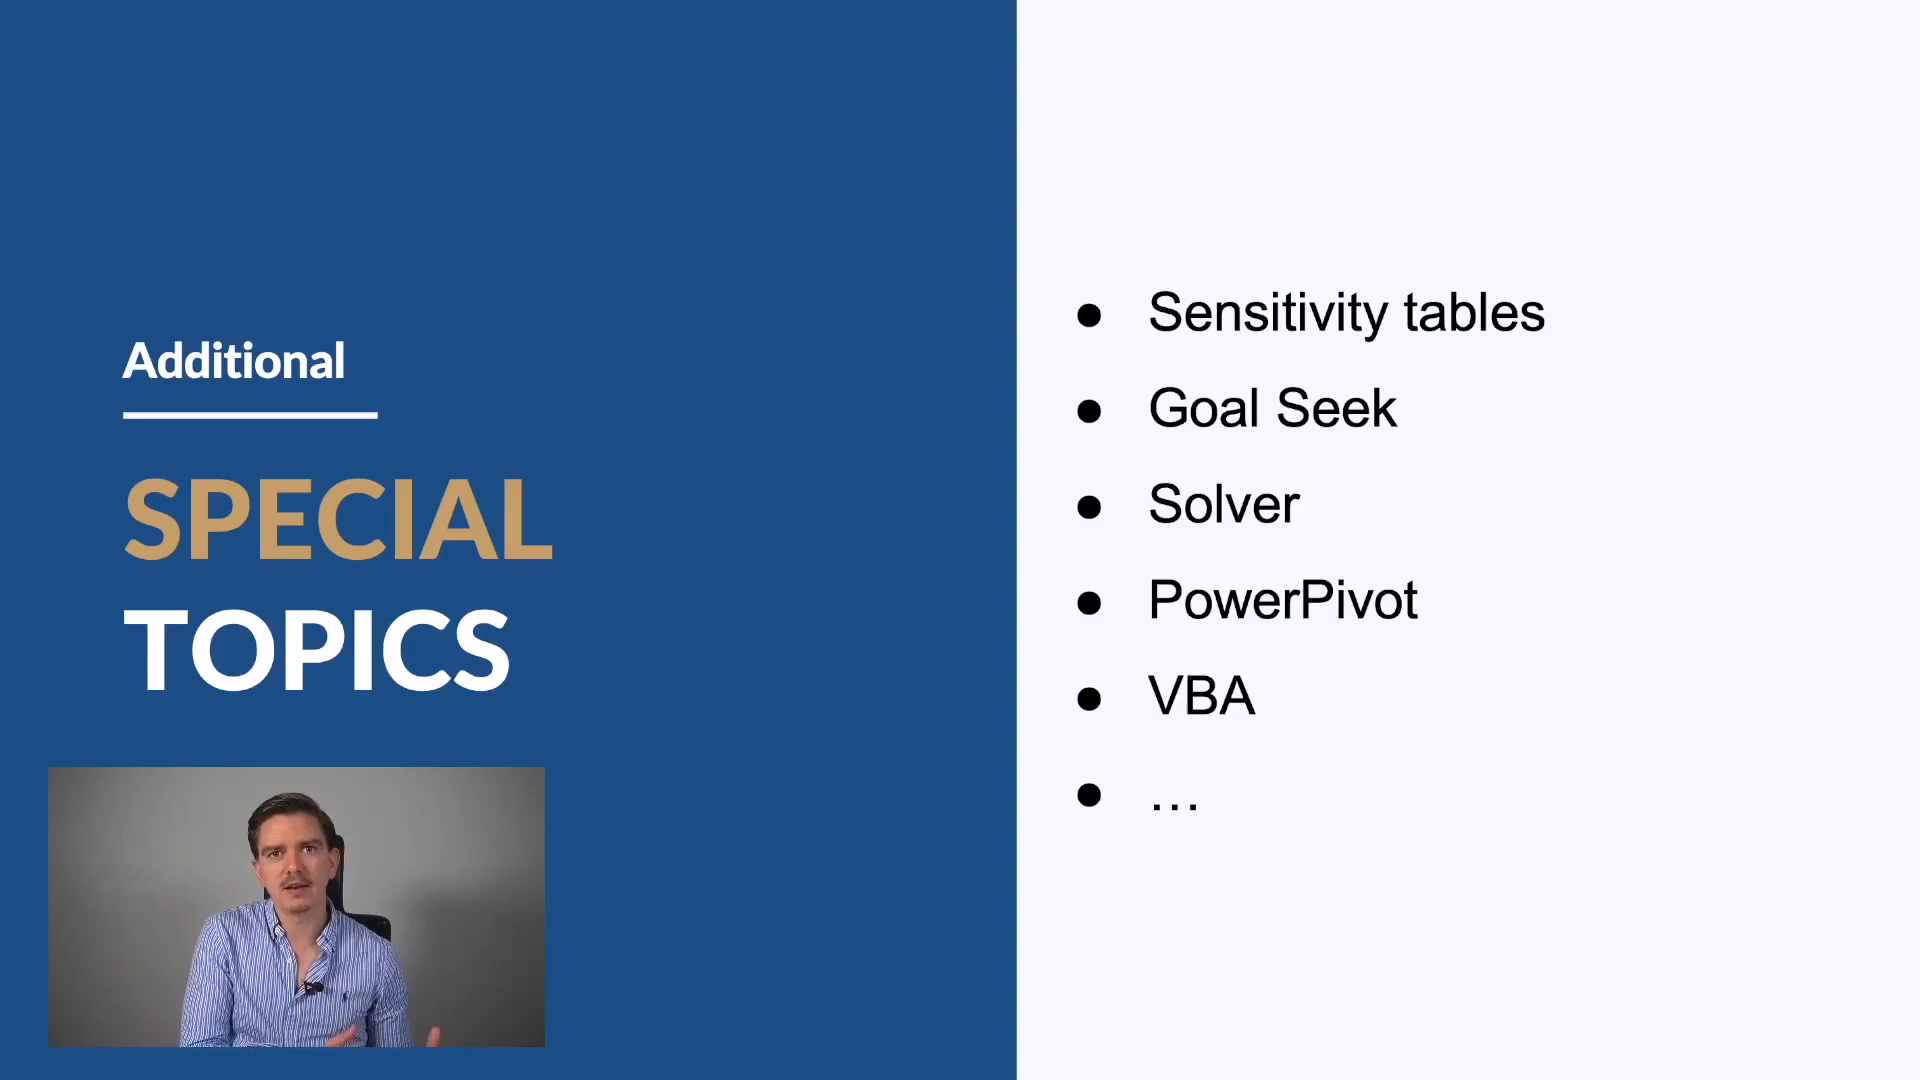 Additional
SPECIAL
TOPICS
● Sensitivity tables
● Goal Seek
● Solver
● PowerPivot
● VBA
● …